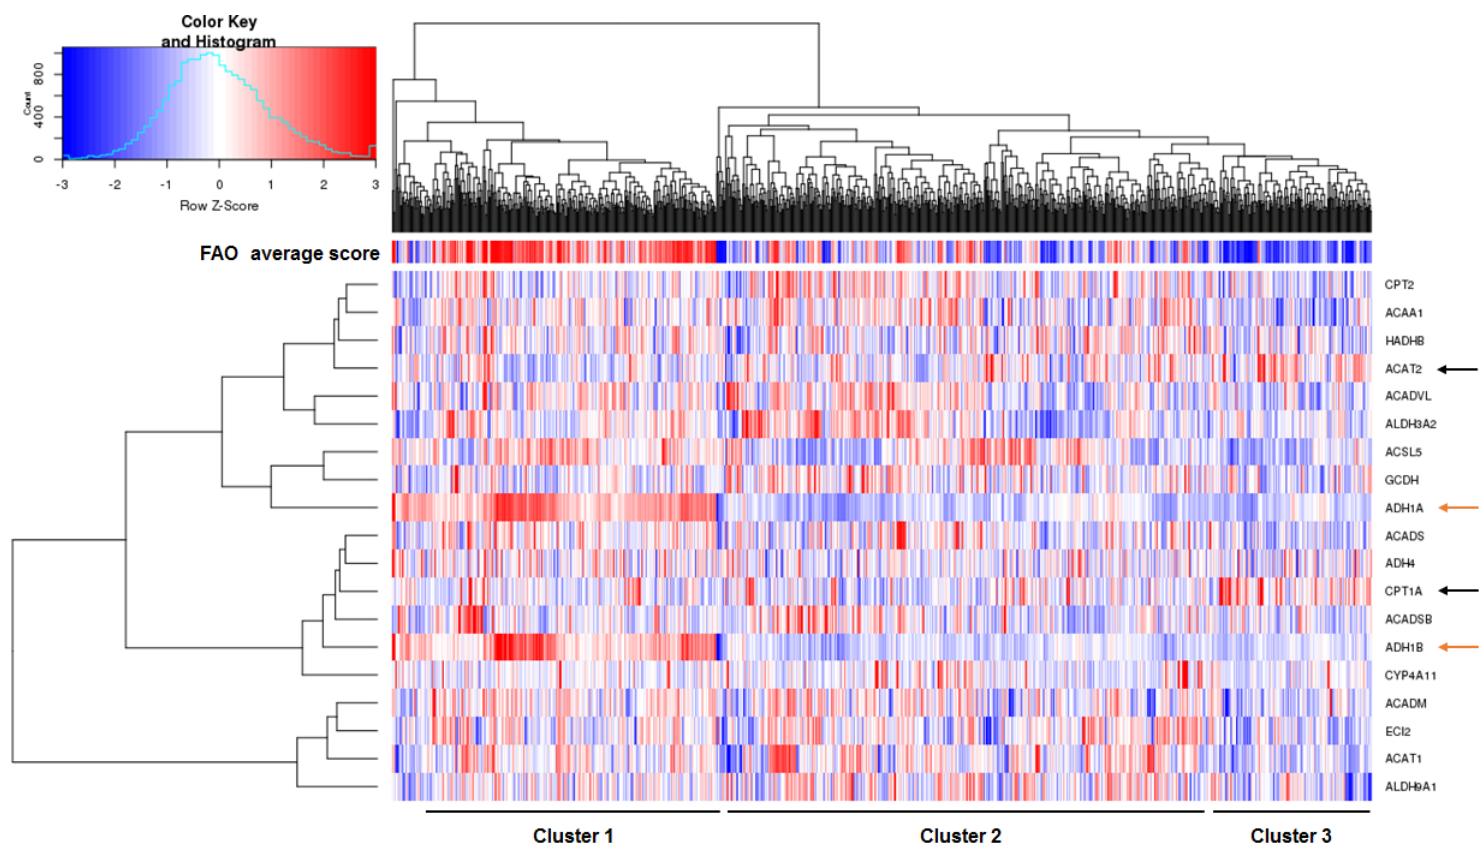 Color Key
and Histogram
Count
0 400 800
-3 -2 -1 0 1 2 3
Row Z-Score
FAO average score
CPT2
ACAA1
HADHB
ACAT2
ACADVL
ALDH3A2
ACSL5
GCDH
ADH1A
ACADS
ADH4
CPT1A
ACADSB
ADH1B
CYP4A11
ACADM
ECI2
ACAT1
ALDH9A1
Cluster 1 Cluster 2 Cluster 3